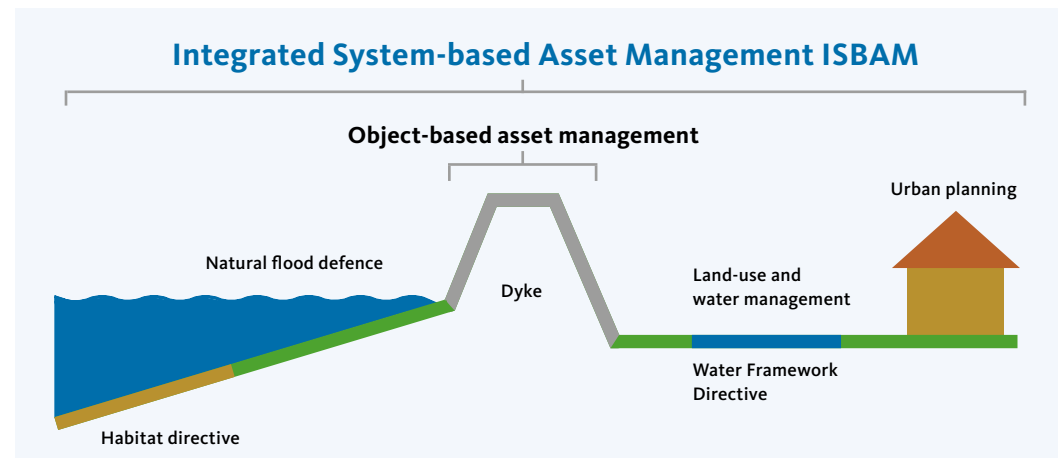 Integrated System-based Asset Management ISBAM
Object-based asset management
Urban planning
Natural flood defence
Dyke
Land-use and
water management
Water Framework
Directive
Habitat directive